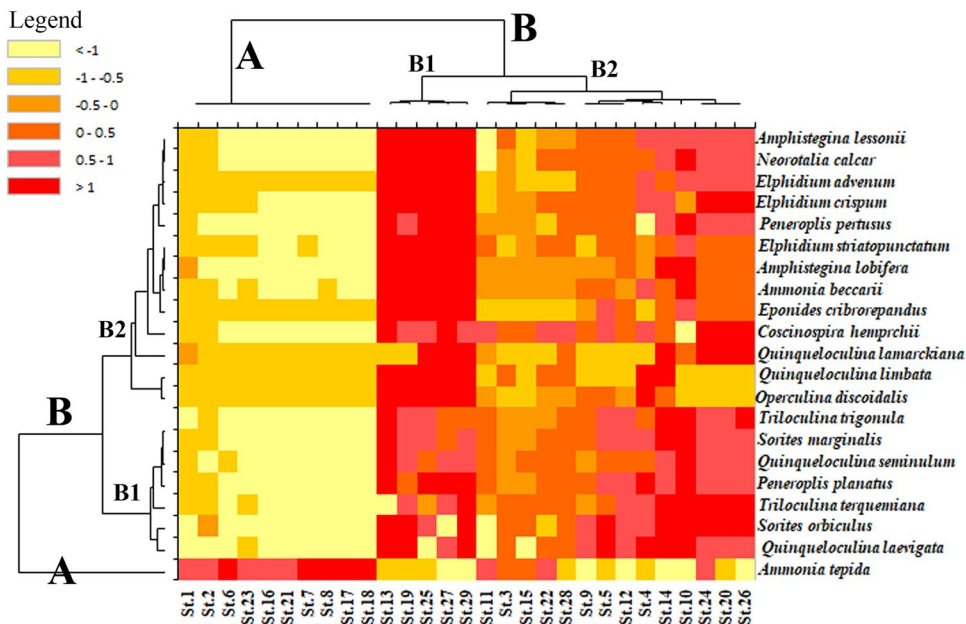 Legend
< -1
-1 - -0.5
-0.5 - 0
0 - 0.5
0.5 - 1
> 1
A
B
B1
B2
Amphistegina lessonii
Neorotalia calcar
Elphidium advenum
Elphidium crispum
Peneroplis pertusus
Elphidium striatopunctatum
Amphistegina lobifera
Ammonia beccarii
Eponides cribrorepandus
Coscinospira hemprchii
Quinqueloculina lamarckiana
Quinqueloculina limbata
Operculina discoidalis
Triloculina trigonula
Sorites marginalis
Quinqueloculina seminulum
Peneroplis planatus
Triloculina terquemiana
Sorites orbiculus
Quinqueloculina laevigata
Ammonia tepida
B2
B
B1
A
St.1 St.2 St.6 St.23 St.16 St.21 St.7 St.8 St.17 St.18 St.13 St.19 St.25 St.27 St.29 St.11 St.3 St.15 St.22 St.28 St.9 St.5 St.12 St.4 St.14 St.10 St.24 St.20 St.26